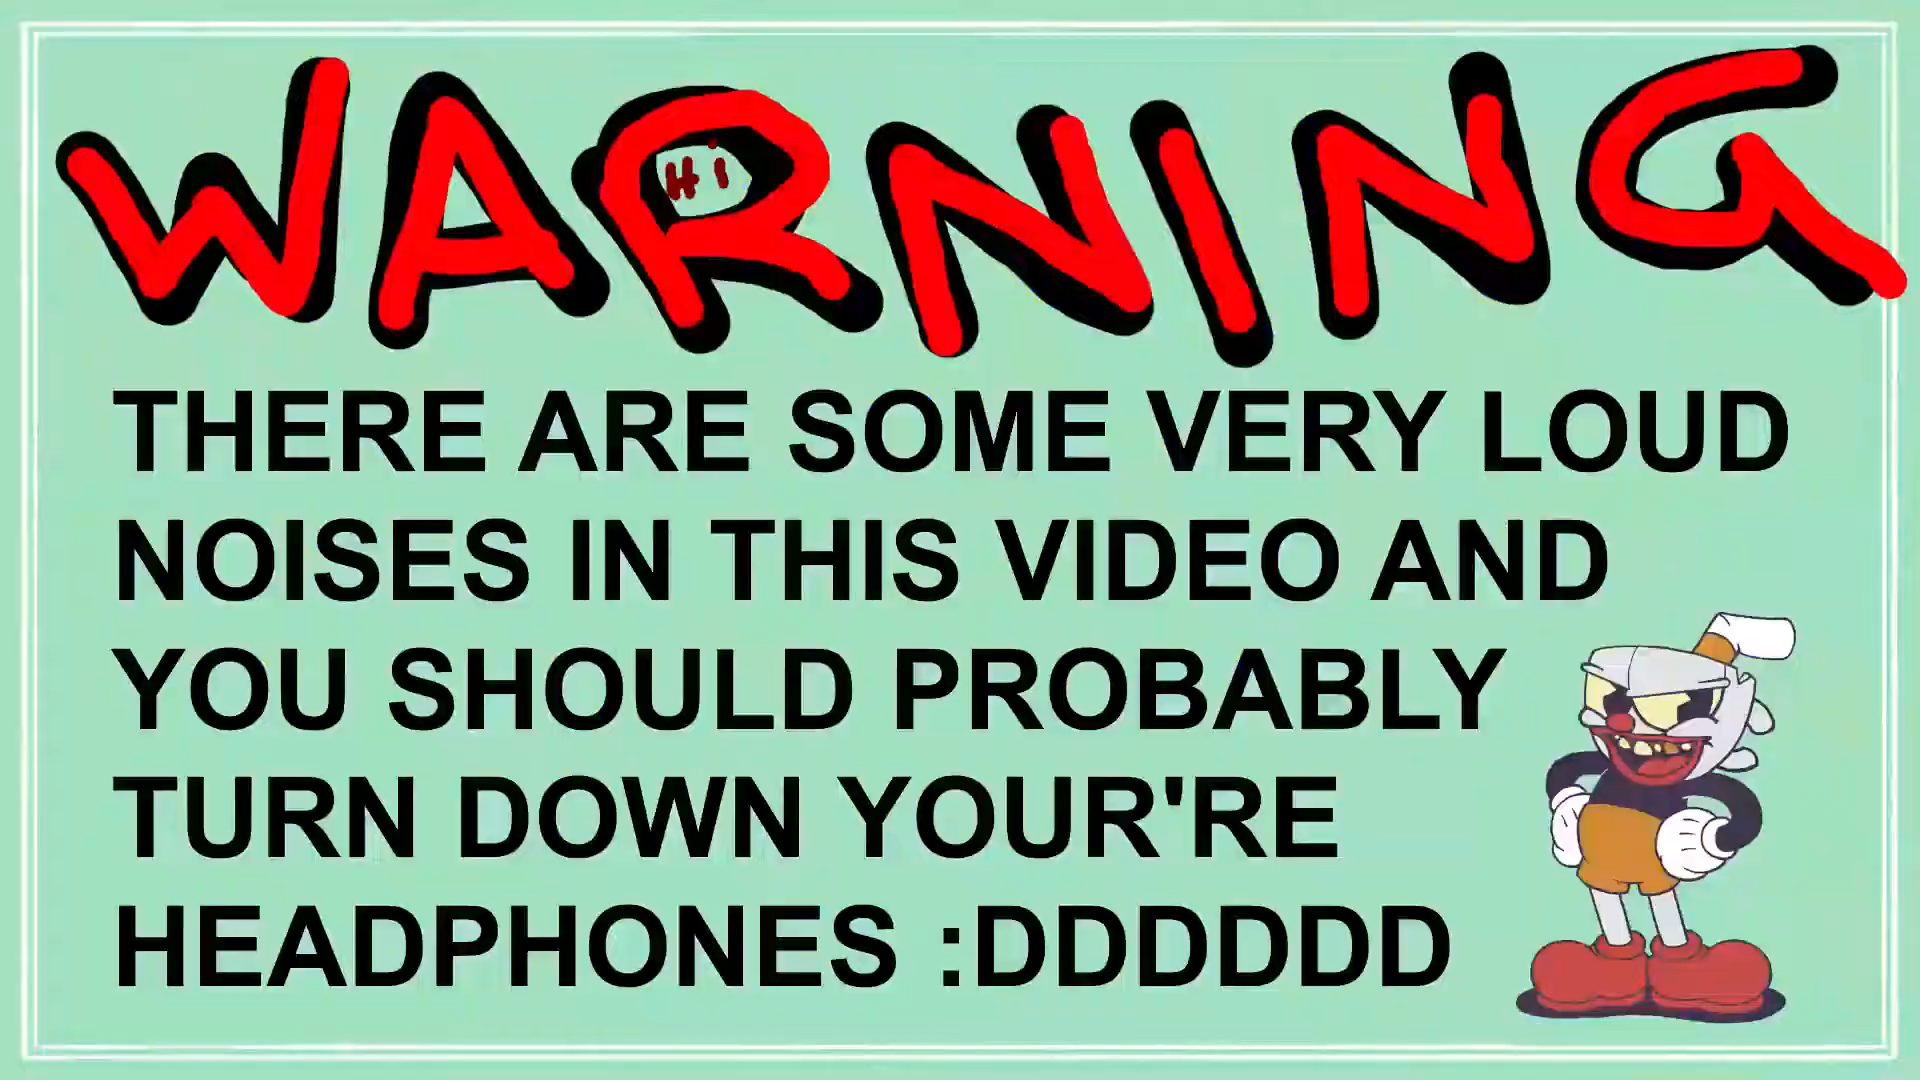 WARNING
Hi
THERE ARE SOME VERY LOUD
NOISES IN THIS VIDEO AND
YOU SHOULD PROBABLY
TURN DOWN YOUR'RE
HEADPHONES :DDDDDD